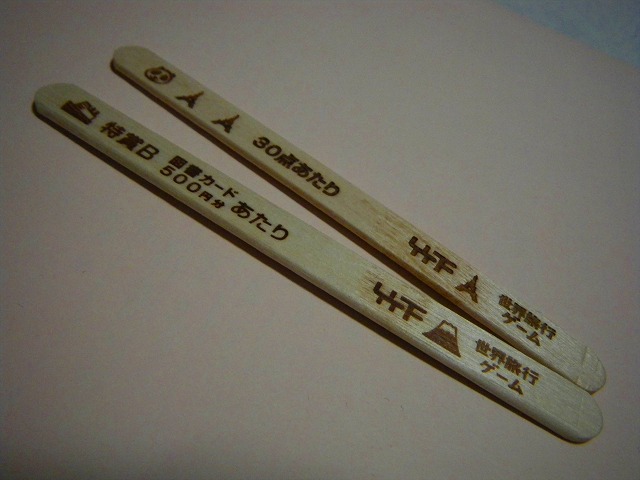 30点あたり
世界旅行
ゲーム
特賞B
図書カード
500円分
あたり
世界旅行
ゲーム